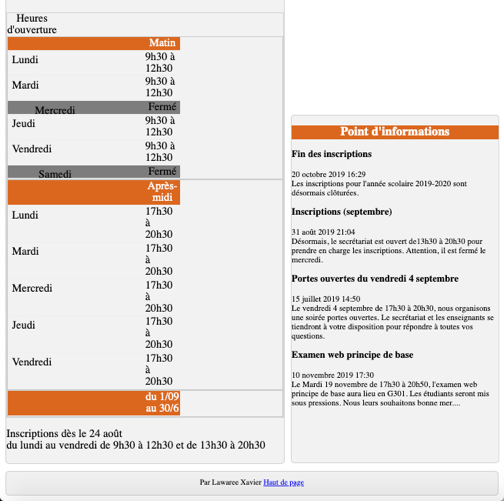 Heures
d'ouverture
Matin
Lundi 9h30 à
12h30
Mardi 9h30 à
12h30
Mercredi Fermé
Jeudi 9h30 à
12h30
Vendredi 9h30 à
12h30
Samedi Fermé
Après-
midi
Lundi 17h30
à
20h30
Mardi 17h30
à
20h30
Mercredi 17h30
à
20h30
Jeudi 17h30
à
20h30
Vendredi 17h30
à
20h30
du 1/09
au 30/6
Inscriptions dès le 24 août
du lundi au vendredi de 9h30 à 12h30 et de 13h30 à 20h30
Point d'informations
Fin des inscriptions
20 octobre 2019 16:29
Les inscriptions pour l'année scolaire 2019-2020 sont
désormais clôturées.
Inscriptions (septembre)
31 août 2019 21:04
Désormais, le secrétariat est ouvert de13h30 à 20h30 pour
prendre en charge les inscriptions. Attention, il est fermé le
mercredi.
Portes ouvertes du vendredi 4 septembre
15 juillet 2019 14:50
Le vendredi 4 septembre de 17h30 à 20h30, nous organisons
une soirée portes ouvertes. Le secrétariat et les enseignants se
tiendront à votre disposition pour répondre à toutes vos
questions.
Examen web principe de base
10 novembre 2019 17:30
Le Mardi 19 novembre de 17h30 à 20h50, l'examen web
principe de base aura lieu en G301. Les étudiants seront mis
sous pressions. Nous leurs souhaitons bonne mer....
Par Lawaree Xavier Haut de page